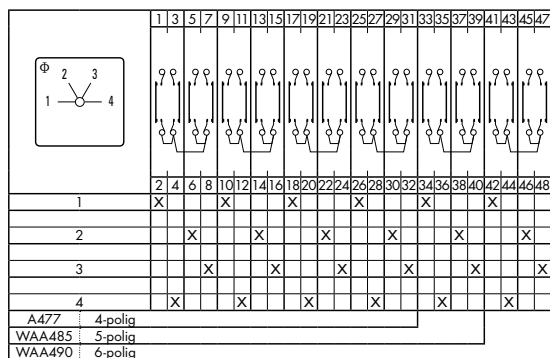 1 3 5 7 9 11 13 15 17 19 21 23 25 27 29 31 33 35 37 39 41 43 45 47
Φ
2 3
1 4
2 4 6 8 10 12 14 16 18 20 22 24 26 28 30 32 34 36 38 40 42 44 46 48
1 X X X X X X
2 X X X X X X
3 X X X X X X
4 X X X X X X
A477 4-polig
WAA485 5-polig
WAA490 6-polig